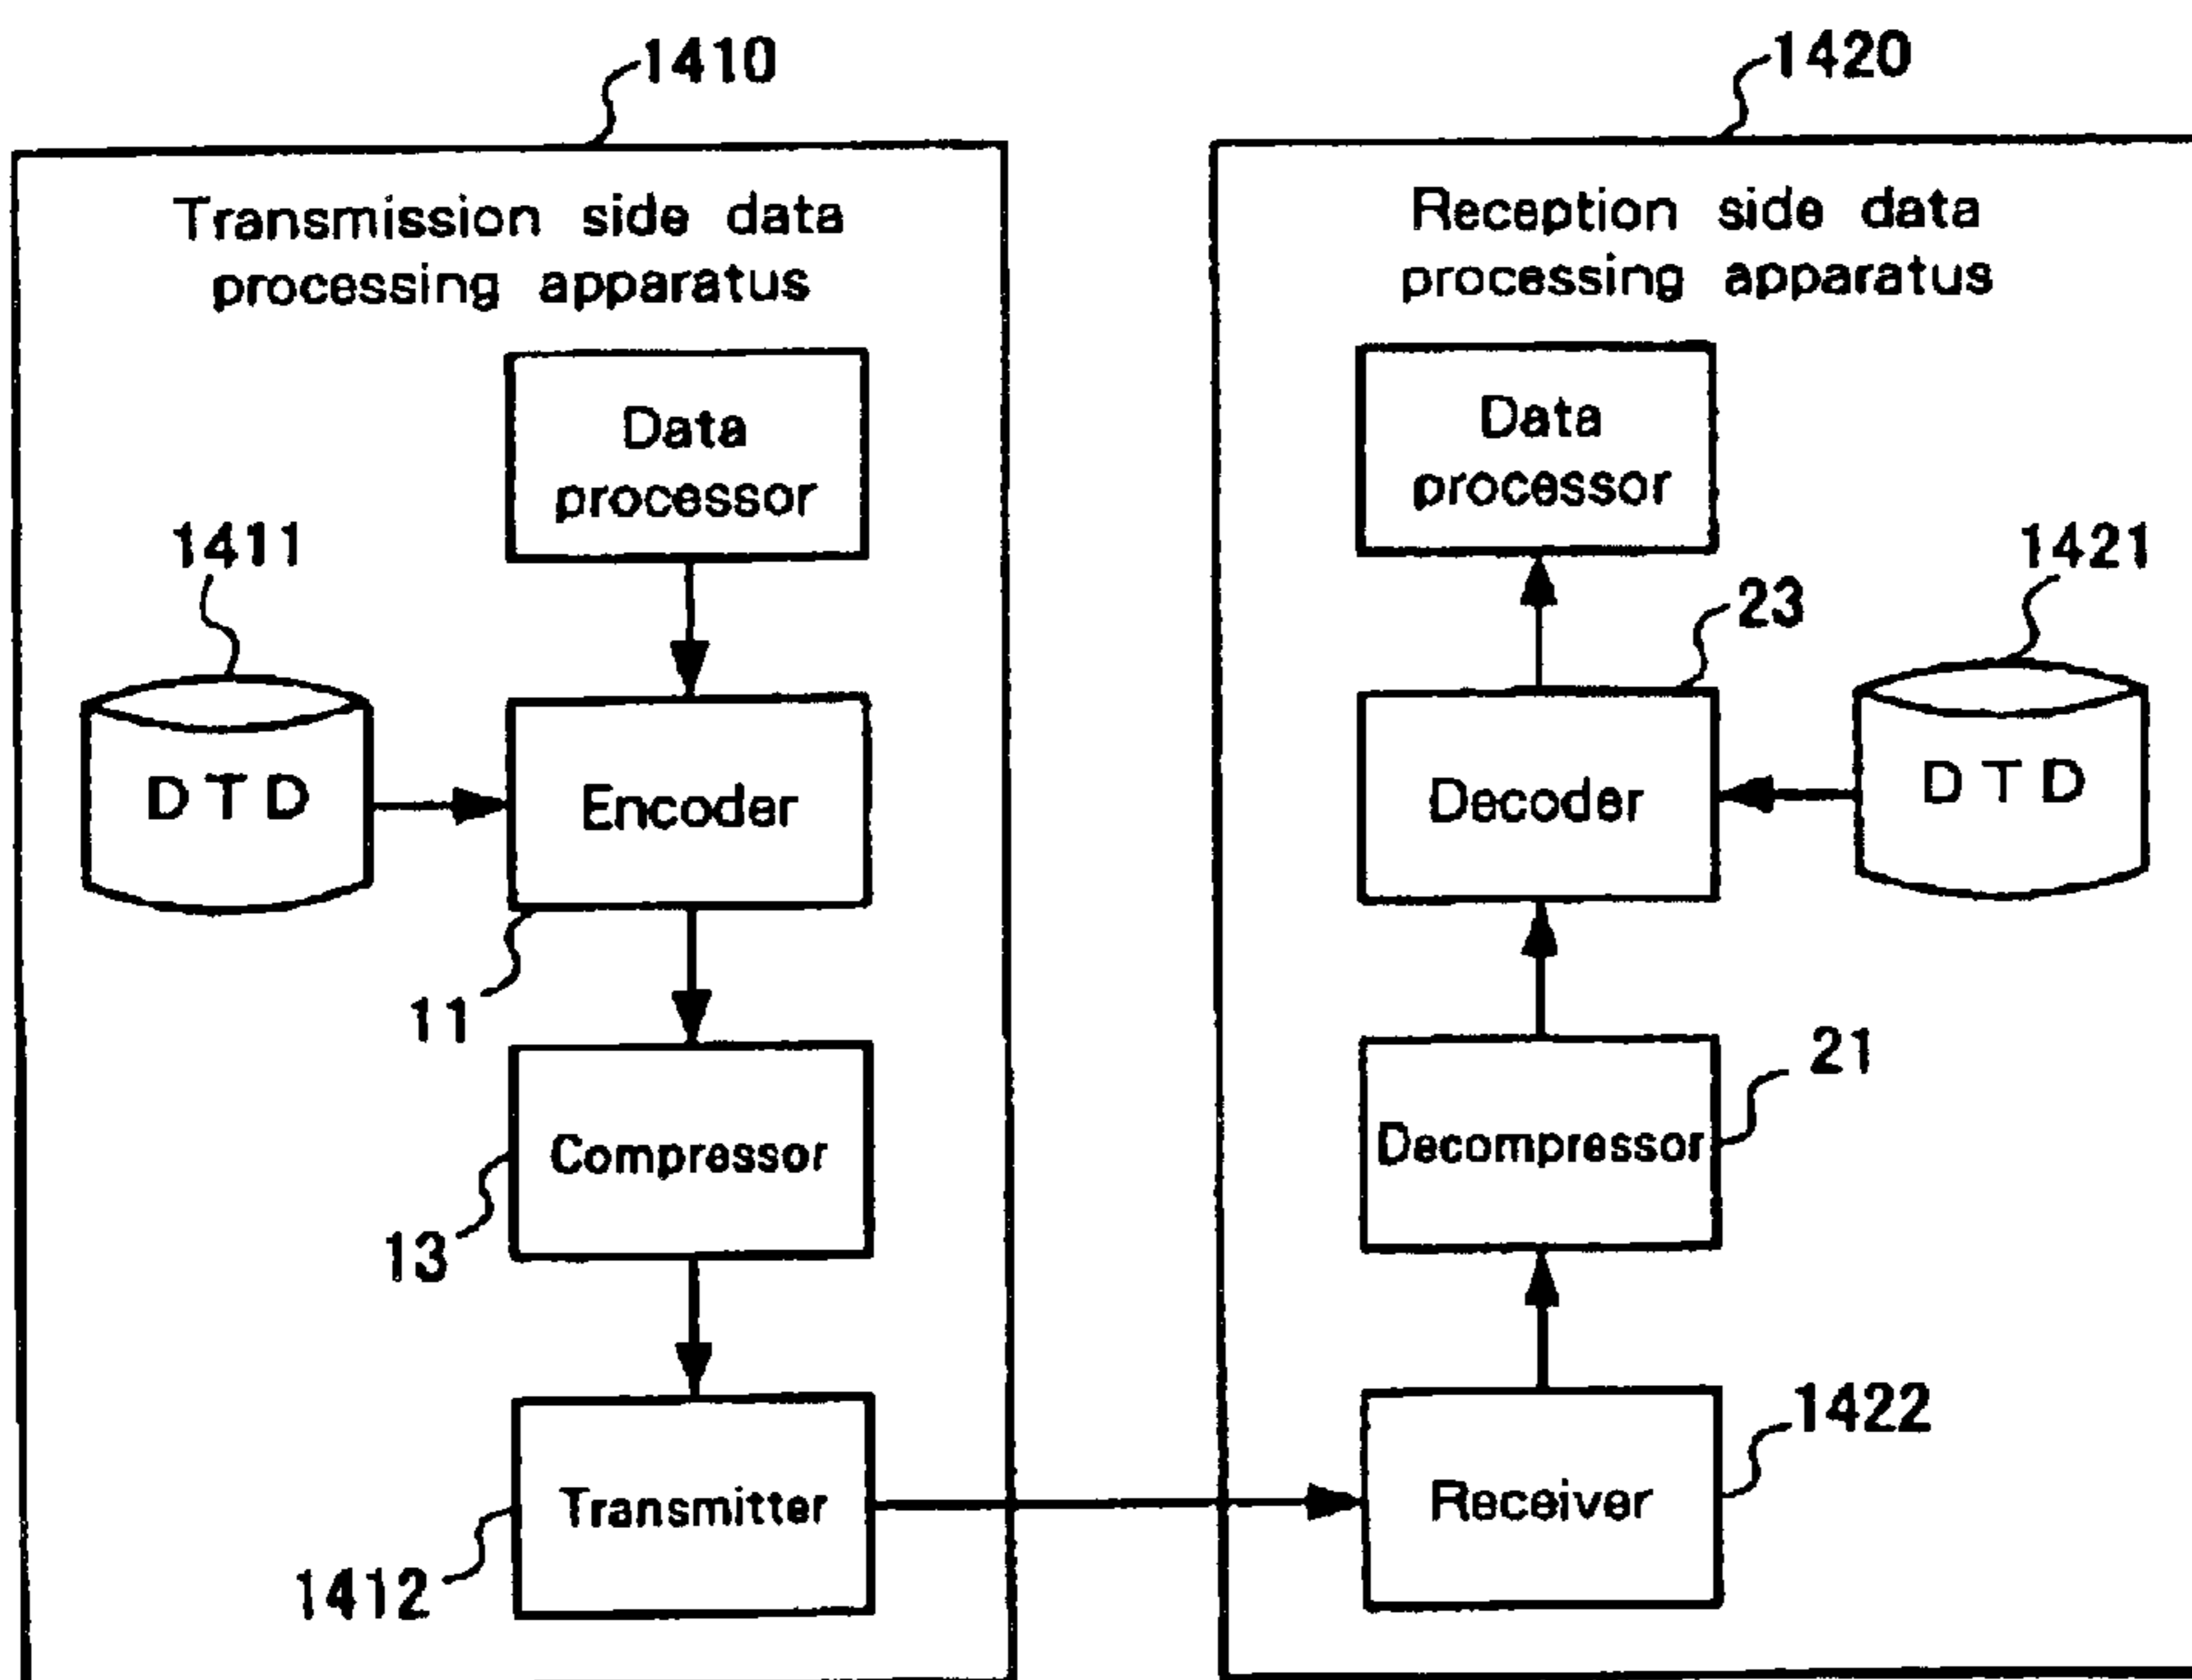 1410
Transmission side data
processing apparatus
Data
processor
1411
DTD
Encoder
11
Compressor
13
Transmitter
1412
1420
Reception side data
processing apparatus
Data
processor
1421
23
Decoder
DTD
21
Decompressor
1422
Receiver